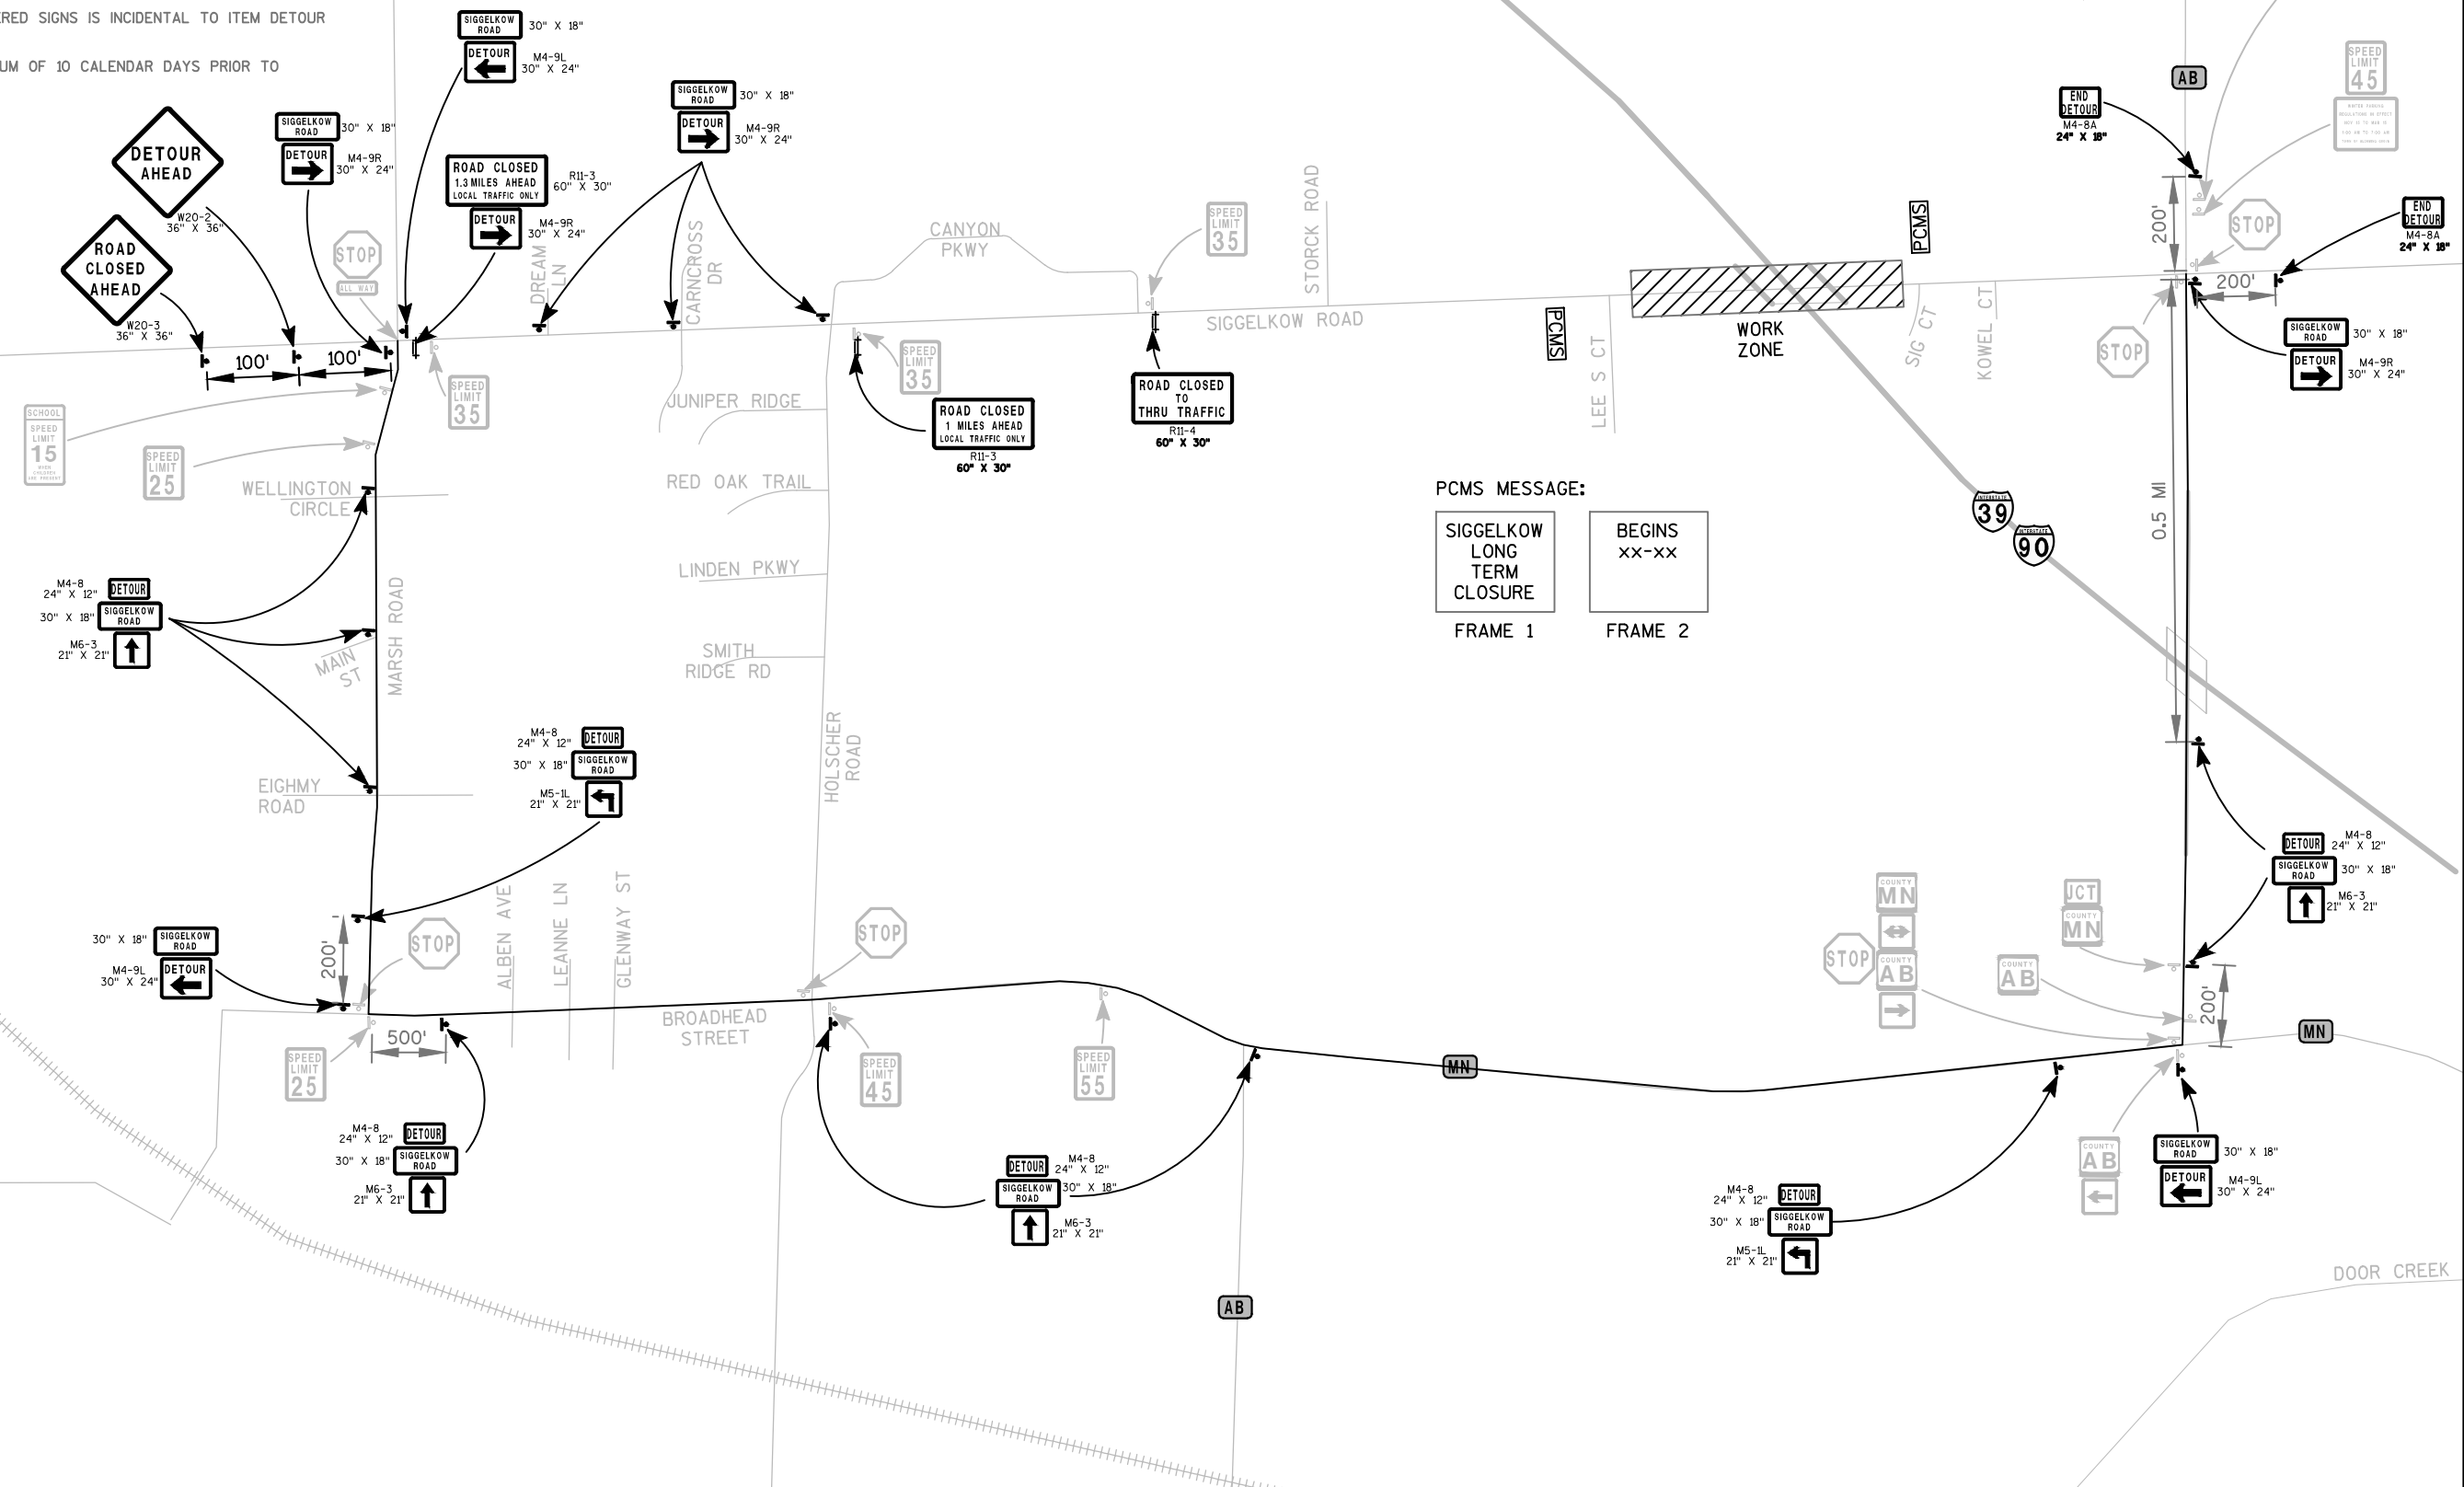 ERED SIGNS IS INCIDENTAL TO ITEM DETOUR
UM OF 10 CALENDAR DAYS PRIOR TO
SIGGELKOW
ROAD
30" X 18"
DETOUR
M4-9L
30" X 24"
SIGGELKOW
ROAD
30" X 18"
DETOUR
M4-9R
30" X 24"
DETOUR
AHEAD
W20-2
36" X 36"
SIGGELKOW
ROAD
30" X 18"
DETOUR
M4-9R
30" X 24"
ROAD CLOSED
1.3 MILES AHEAD
LOCAL TRAFFIC ONLY
R11-3
60" X 30"
DETOUR
M4-9R
30" X 24"
ROAD
CLOSED
AHEAD
W20-3
36" X 36"
STOP
ALL WAY
100'
100'
DREAM
LN
CARNCROSS
DR
CANYON
PKWY
SPEED
LIMIT
35
STORCK ROAD
SIGGELKOW ROAD
PCMS
PCMS
WORK
ZONE
LEE S CT
SIG CT
KOWEL CT
AB
END
DETOUR
M4-8A
24" X 18"
SPEED
LIMIT
45
200'
STOP
END
DETOUR
M4-8A
24" X 18"
200'
STOP
SIGGELKOW
ROAD
30" X 18"
DETOUR
M4-9R
30" X 24"
SPEED
LIMIT
35
SPEED
LIMIT
35
ROAD CLOSED
1 MILES AHEAD
LOCAL TRAFFIC ONLY
R11-3
60" X 30"
ROAD CLOSED
TO
THRU TRAFFIC
R11-4
60" X 30"
SCHOOL
SPEED
LIMIT
15
WHEN
CHILDREN
ARE PRESENT
SPEED
LIMIT
25
WELLINGTON
CIRCLE
JUNIPER RIDGE
RED OAK TRAIL
LINDEN PKWY
SMITH
RIDGE RD
PCMS MESSAGE:
SIGGELKOW
LONG
TERM
CLOSURE
FRAME 1
BEGINS
xx-xx
FRAME 2
INTERSTATE
39
INTERSTATE
90
0.5 MI
M4-8
24" X 12"
DETOUR
30" X 18"
SIGGELKOW
ROAD
M6-3
21" X 21"
MARSH ROAD
MAIN
ST
EIGHMY
ROAD
HOLSCHER
ROAD
M4-8
24" X 12"
DETOUR
30" X 18"
SIGGELKOW
ROAD
M5-1L
21" X 21"
30" X 18"
SIGGELKOW
ROAD
M4-9L
30" X 24"
DETOUR
200'
STOP
ALBEN AVE
LEANNE LN
GLENWAY ST
STOP
500'
BROADHEAD
STREET
SPEED
LIMIT
25
SPEED
LIMIT
45
SPEED
LIMIT
55
M4-8
24" X 12"
DETOUR
30" X 18"
SIGGELKOW
ROAD
M6-3
21" X 21"
DETOUR
M4-8
24" X 12"
SIGGELKOW
ROAD
30" X 18"
M6-3
21" X 21"
MN
AB
DETOUR
M4-8
24" X 12"
SIGGELKOW
ROAD
30" X 18"
M6-3
21" X 21"
COUNTY
MN
STOP
COUNTY
AB
COUNTY
AB
JCT
COUNTY
MN
200'
MN
M4-8
24" X 12"
DETOUR
30" X 18"
SIGGELKOW
ROAD
M5-1L
21" X 21"
COUNTY
AB
SIGGELKOW
ROAD
30" X 18"
DETOUR
M4-9L
30" X 24"
DOOR CREEK